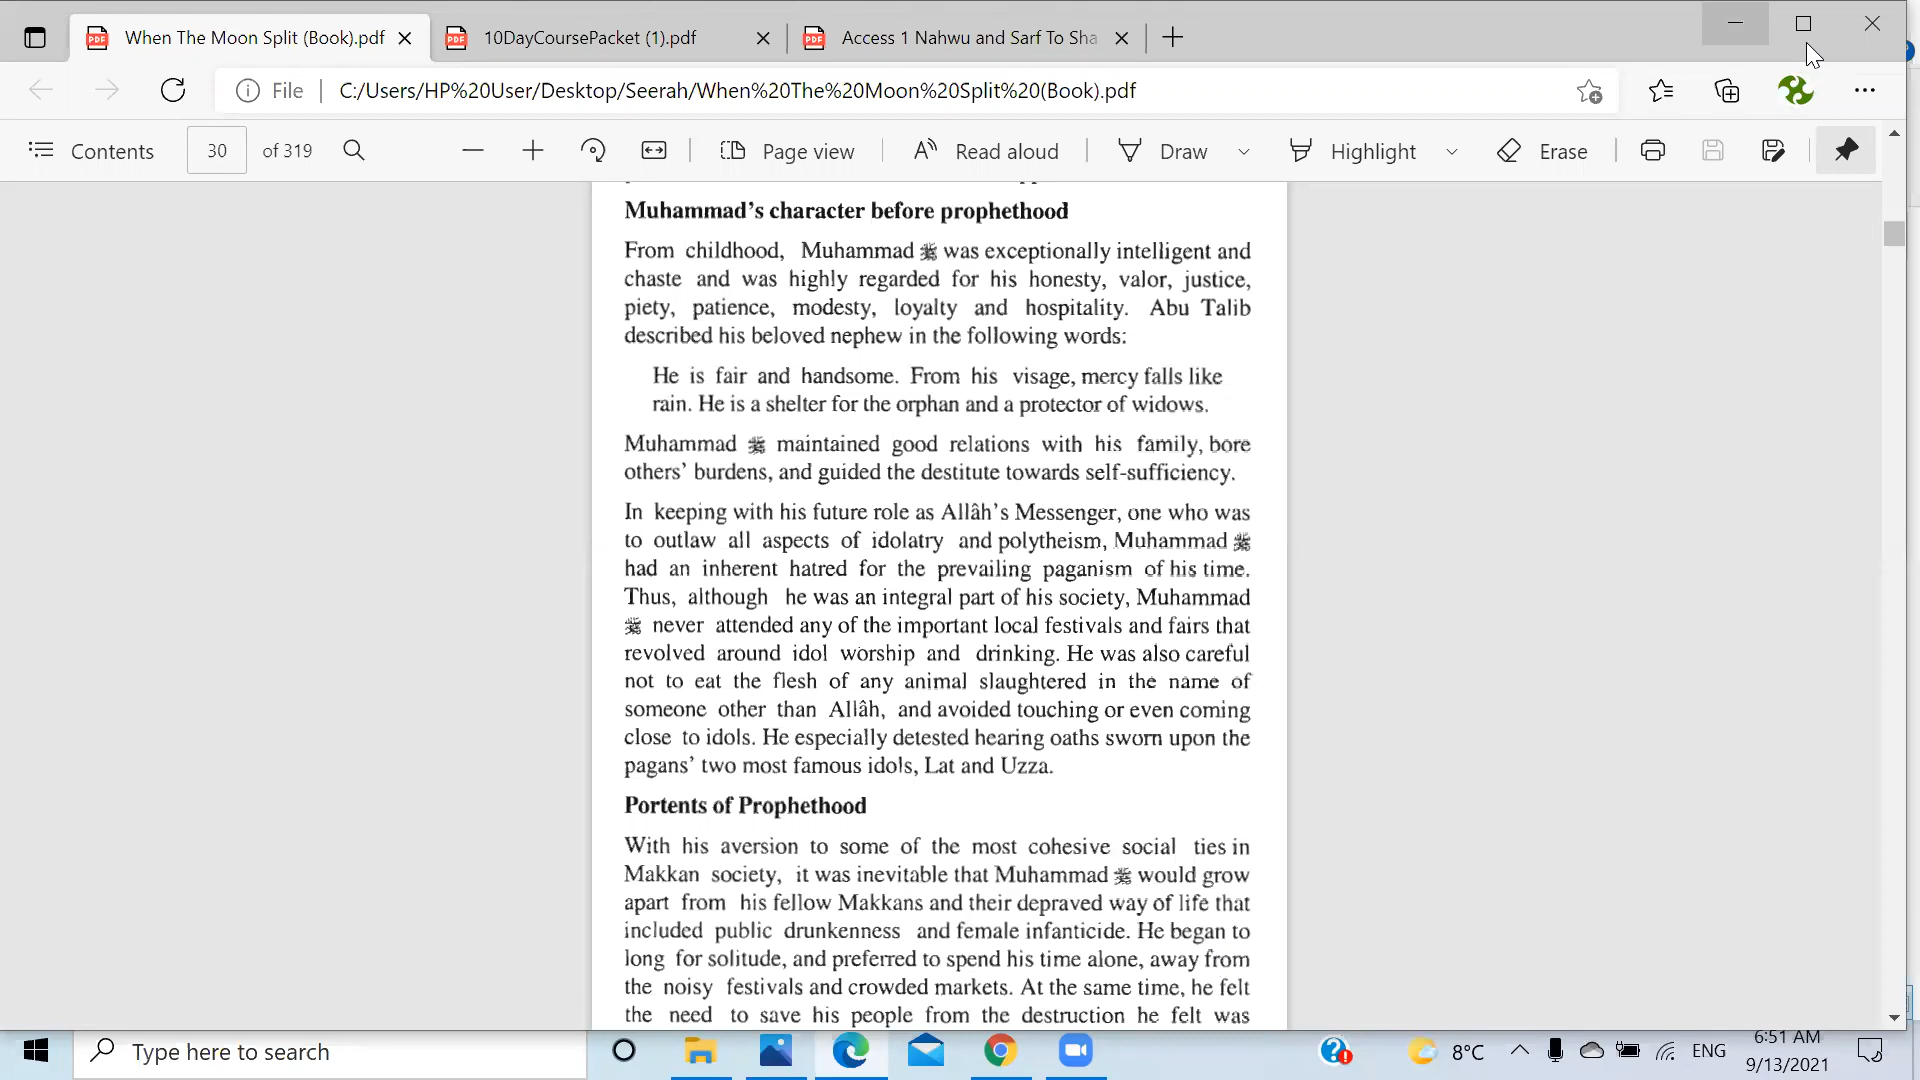 When The Moon Split (Book).pdf
10DayCoursePacket (1).pdf
Access 1 Nahwu and Sarf To Sha
File
C:/Users/HP%20User/Desktop/Seerah/When%20The%20Moon%20Split%20(Book).pdf
Contents
30
of 319
Page view
Read aloud
Draw
Highlight
Erase
Muhammad's character before prophethood
From childhood, Muhammad ﷺ was exceptionally intelligent and
chaste and was highly regarded for his honesty, valor, justice,
piety, patience, modesty, loyalty and hospitality. Abu Talib
described his beloved nephew in the following words:
He is fair and handsome. From his visage, mercy falls like
rain. He is a shelter for the orphan and a protector of widows.
Muhammad ﷺ maintained good relations with his family, bore
others' burdens, and guided the destitute towards self-sufficiency.
In keeping with his future role as Allâh's Messenger, one who was
to outlaw all aspects of idolatry and polytheism, Muhammad ﷺ
had an inherent hatred for the prevailing paganism of his time.
Thus, although he was an integral part of his society, Muhammad
ﷺ never attended any of the important local festivals and fairs that
revolved around idol worship and drinking. He was also careful
not to eat the flesh of any animal slaughtered in the name of
someone other than Allâh, and avoided touching or even coming
close to idols. He especially detested hearing oaths sworn upon the
pagans' two most famous idols, Lat and Uzza.
Portents of Prophethood
With his aversion to some of the most cohesive social ties in
Makkan society, it was inevitable that Muhammad ﷺ would grow
apart from his fellow Makkans and their depraved way of life that
included public drunkenness and female infanticide. He began to
long for solitude, and preferred to spend his time alone, away from
the noisy festivals and crowded markets. At the same time, he felt
the need to save his people from the destruction he felt was
Type here to search
8°C
ENG
6:51 AM
9/13/2021